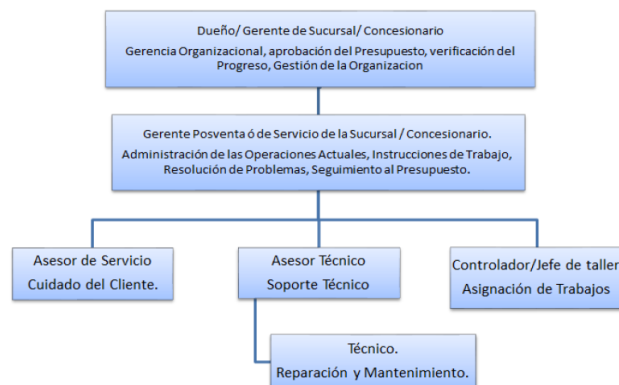 Dueño/ Gerente de Sucursal/ Concesionario
Gerencia Organizacional, aprobación del Presupuesto, verificación del
Progreso, Gestión de la Organizacion
Gerente Posventa ó de Servicio de la Sucursal / Concesionario.
Administración de las Operaciones Actuales, Instrucciones de Trabajo,
Resolución de Problemas, Seguimiento al Presupuesto.
Asesor de Servicio
Cuidado del Cliente.
Asesor Técnico
Soporte Técnico
Controlador/Jefe de taller
Asignación de Trabajos
Técnico.
Reparación y Mantenimiento.